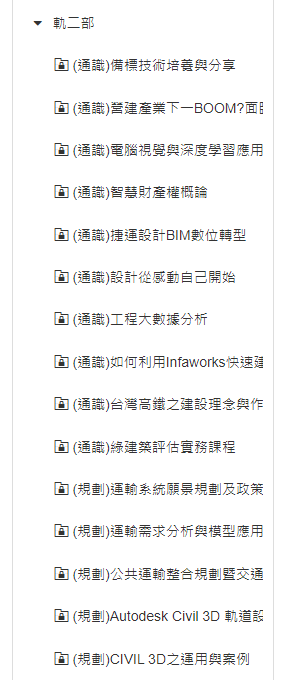 軌二部
(通識)備標技術培養與分享
(通識)營建產業下一BOOM?面
(通識)電腦視覺與深度學習應用
(通識)智慧財產權概論
(通識)捷運設計BIM數位轉型
(通識)設計從感動自己開始
(通識)工程大數據分析
(通識)如何利用Infaworks快速建
(通識)台灣高鐵之建設理念與作
(通識)綠建築評估實務課程
(規劃)運輸系統願景規劃及政策
(規劃)運輸需求分析與模型應用
(規劃)公共運輸整合規劃暨交通
(規劃)Autodesk Civil 3D 軌道設
(規劃)CIVIL 3D之運用與案例